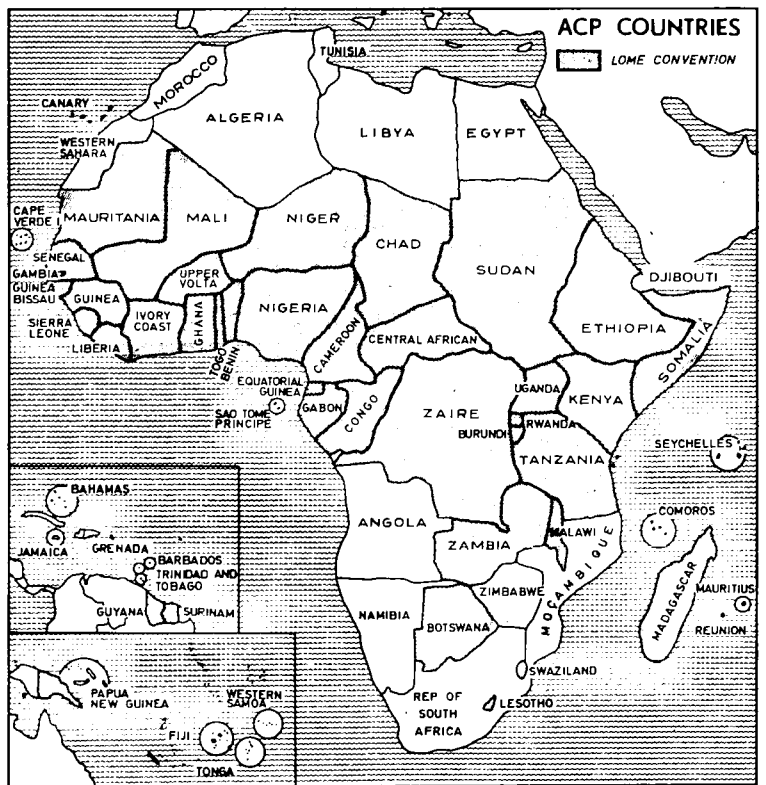 ACP COUNTRIES
LOME CONVENTION
TUNISIA
MOROCCO
CANARY
ALGERIA
LIBYA
EGYPT
WESTERN
SAHARA
CAPE
VERDE I
MAURITANIA
MALI
NIGER
CHAD
SUDAN
SENEGAL
GAMBIA
GUINEA
BISSAU
GUINEA
UPPER
VOLTA
NIGERIA
DJIBOUTI
SIERRA
LEONE
IVORY
COAST
GHANA
LIBERIA
TOGO
BENIN
CAMEROON
CENTRAL AFRICAN
ETHIOPIA
SOMALIA
EQUATORIAL
GUINEA
SAO TOME
PRINCIPE
GABON
CONGO
ZAIRE
UGANDA
KENYA
RWANDA
BURUNDI
TANZANIA
SEYCHELLES
BAHAMAS
JAMAICA
GRENADA
BARBADOS
TRINIDAD AND
TOBAGO
GUYANA
SURINAM
ANGOLA
ZAMBIA
MALAWI
COMOROS
MOÇAMBIQUE
ZIMBABWE
MADAGASCAR
MAURITIUS
REUNION
NAMIBIA
BOTSWANA
SWAZILAND
LESOTHO
REP OF
SOUTH
AFRICA
PAPUA
NEW GUINEA
WESTERN
SAMOA
FIJI
TONGA